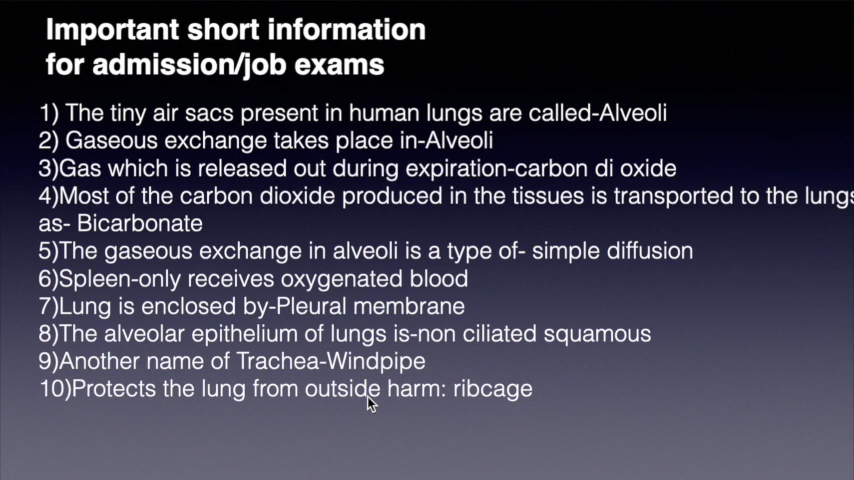 Important short information
for admission/job exams
1) The tiny air sacs present in human lungs are called-Alveoli
2) Gaseous exchange takes place in-Alveoli
3)Gas which is released out during expiration-carbon di oxide
4)Most of the carbon dioxide produced in the tissues is transported to the lungs
as- Bicarbonate
5)The gaseous exchange in alveoli is a type of- simple diffusion
6)Spleen-only receives oxygenated blood
7)Lung is enclosed by-Pleural membrane
8)The alveolar epithelium of lungs is-non ciliated squamous
9)Another name of Trachea-Windpipe
10)Protects the lung from outside harm: ribcage